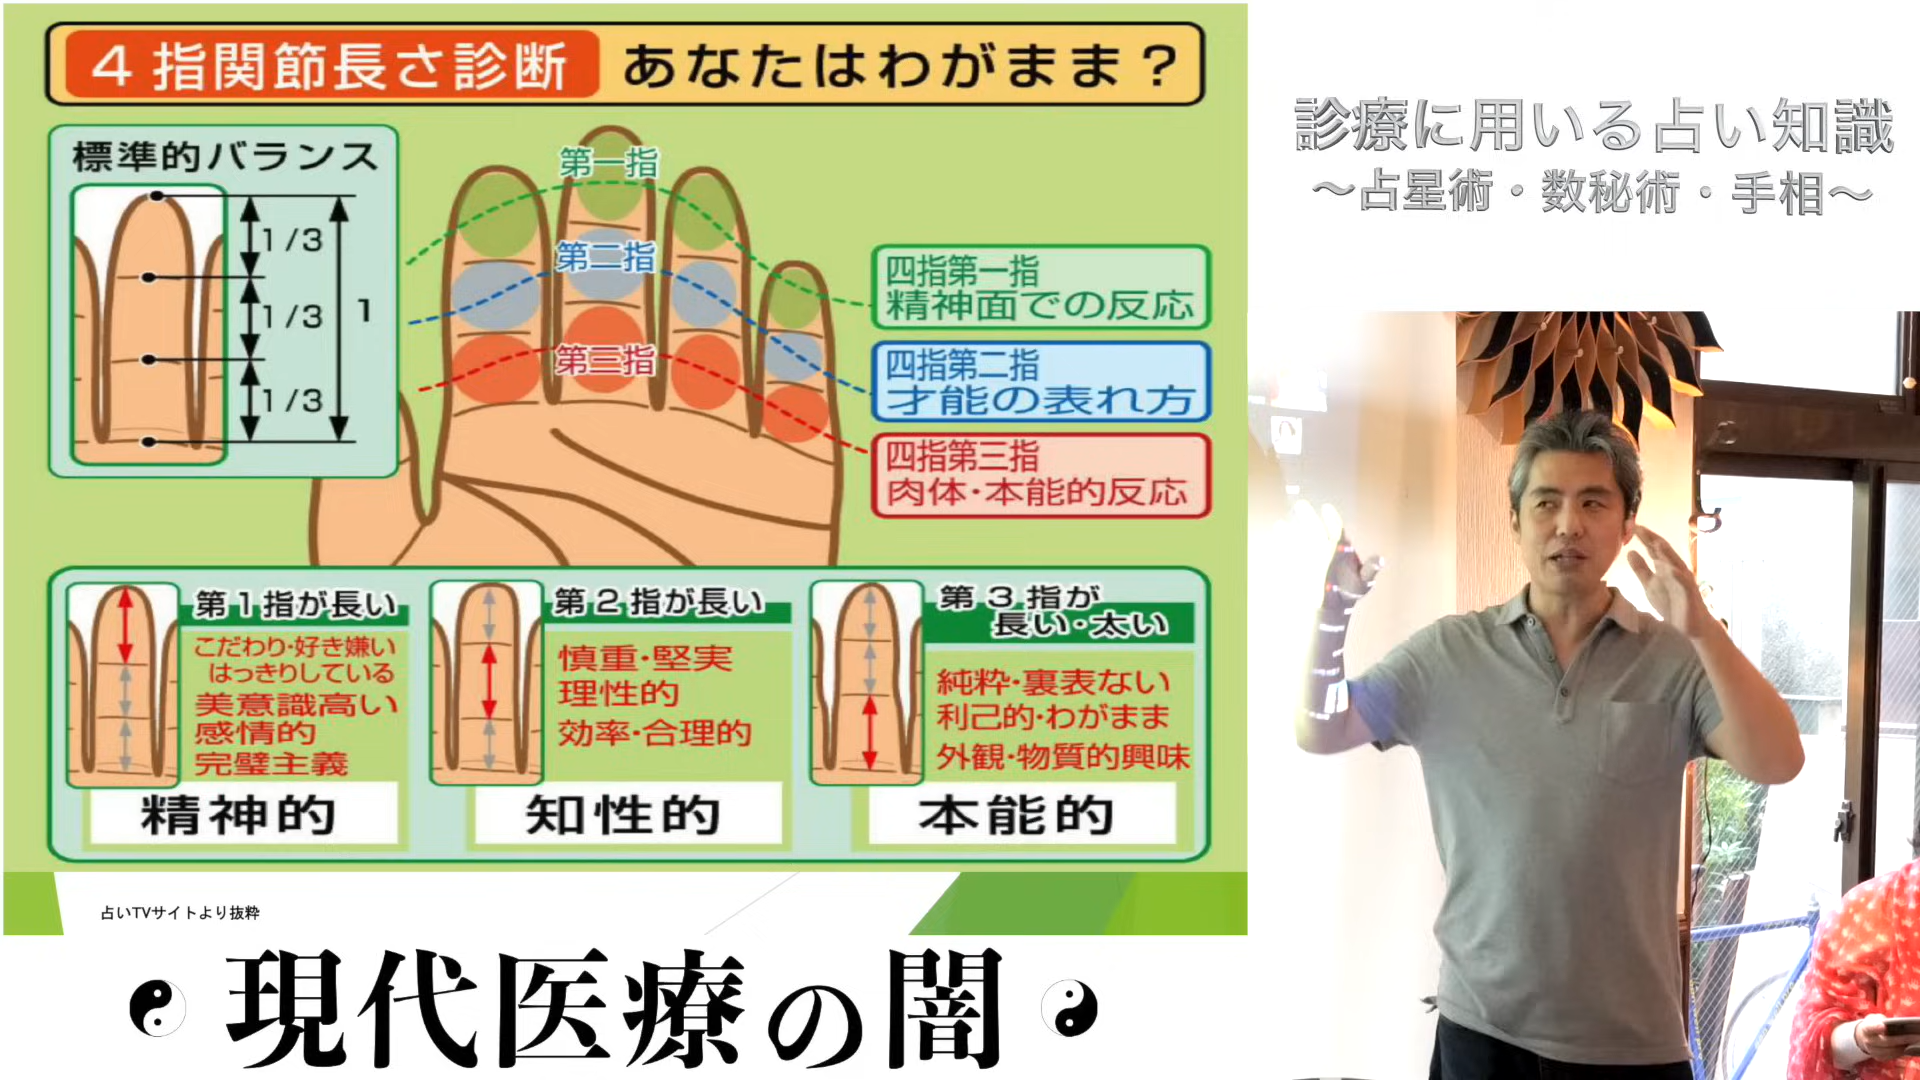 4指関節長さ診断 あなたはわがまま？
標準的バランス
1/3
1/3
1/3
1
第一指
第二指
第三指
四指第一指
精神面での反応
四指第二指
才能の表れ方
四指第三指
肉体・本能的反応
第1指が長い
こだわり・好き嫌い
はっきりしている
美意識高い
感情的
完璧主義
精神的
第2指が長い
慎重・堅実
理性的
効率・合理的
知性的
第3指が
長い・太い
純粋・裏表ない
利己的・わがまま
外観・物質的興味
本能的
占いTVサイトより抜粋
現代医療の闇
診療に用いる占い知識
〜占星術・数秘術・手相〜